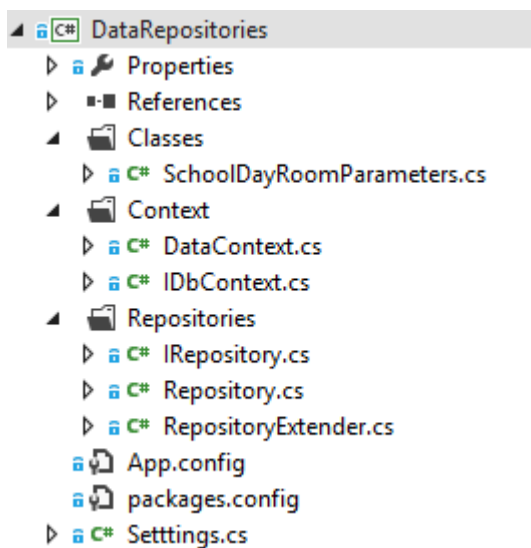 C# DataRepositories
Properties
References
Classes
C# SchoolDayRoomParameters.cs
Context
C# DataContext.cs
C# IDbContext.cs
Repositories
C# IRepository.cs
C# Repository.cs
C# RepositoryExtender.cs
App.config
packages.config
C# Setttings.cs